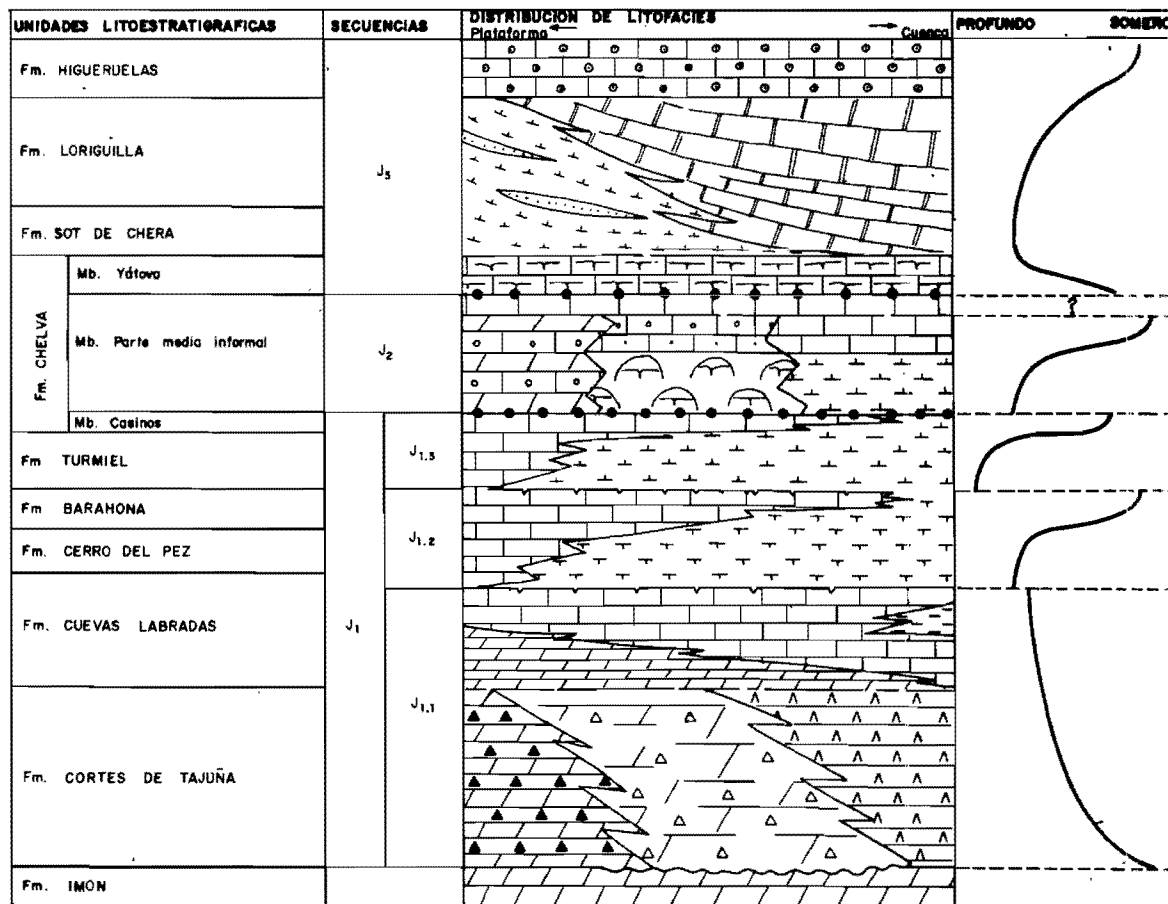 UNIDADES LITOESTRATIGRAFICAS
SECUENCIAS
DISTRIBUCION DE LITOFACIES
Plataforma
Cuenca
PROFUNDO
SOMERO
Fm. HIGUERUELAS
Fm. LORIGUILLA
J3
Fm. SOT DE CHERA
Fm. CHELVA
Mb. Yátova
?
Mb. Parte media informal
J2
Mb. Casinos
Fm TURMIEL
J1.3
Fm BARAHONA
J1.2
Fm. CERRO DEL PEZ
Fm. CUEVAS LABRADAS
J1
J1.1
Fm. CORTES DE TAJUÑA
Fm. IMON